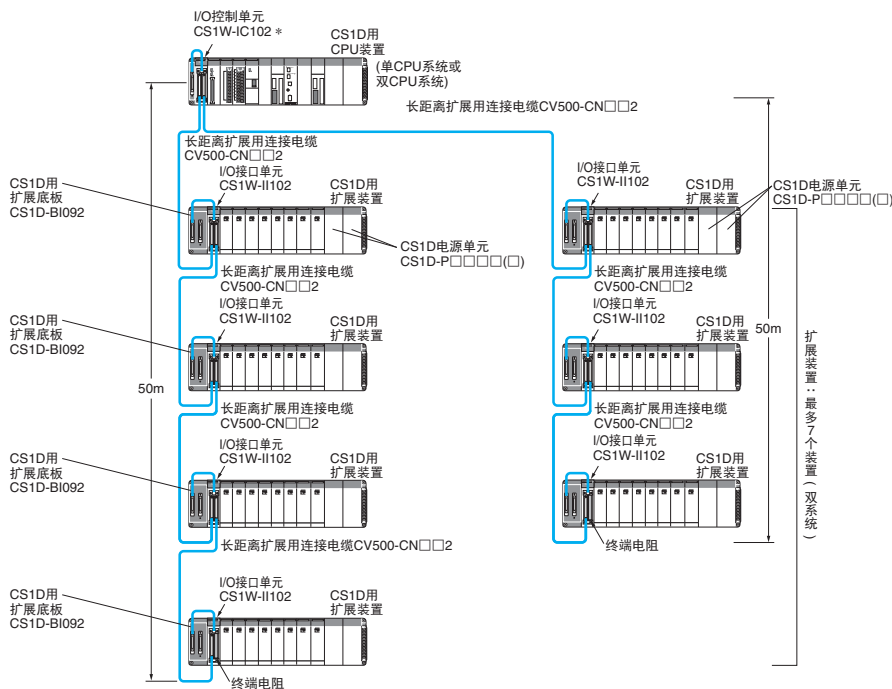 I/O控制单元
CS1W-IC102＊
CS1D用
CPU装置
(单CPU系统或
双CPU系统)
长距离扩展用连接电缆CV500-CN□□2
长距离扩展用连接电缆
CV500-CN□□2
I/O接口单元
CS1W-II102
CS1D用
扩展底板
CS1D-BI092
CS1D用
扩展装置
CS1D电源单元
CS1D-P□□□□(□)
I/O接口单元
CS1W-II102
CS1D用
扩展装置
CS1D电源单元
CS1D-P□□□□(□)
长距离扩展用连接电缆
CV500-CN□□2
I/O接口单元
CS1W-II102
CS1D用
扩展底板
CS1D-BI092
CS1D用
扩展装置
长距离扩展用连接电缆
CV500-CN□□2
I/O接口单元
CS1W-II102
CS1D用
扩展装置
50m
50m
扩展装置：最多7个装置(双系统)
长距离扩展用连接电缆
CV500-CN□□2
I/O接口单元
CS1W-II102
CS1D用
扩展底板
CS1D-BI092
CS1D用
扩展装置
长距离扩展用连接电缆
CV500-CN□□2
I/O接口单元
CS1W-II102
CS1D用
扩展装置
终端电阻
长距离扩展用连接电缆CV500-CN□□2
I/O接口单元
CS1W-II102
CS1D用
扩展底板
CS1D-BI092
CS1D用
扩展装置
终端电阻